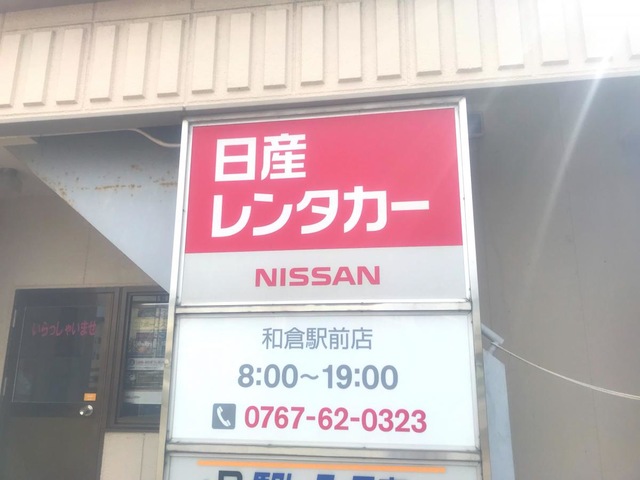 日産
レンタカー
NISSAN
和倉駅前店
8:00～19:00
0767-62-0323
いらっしゃいませ